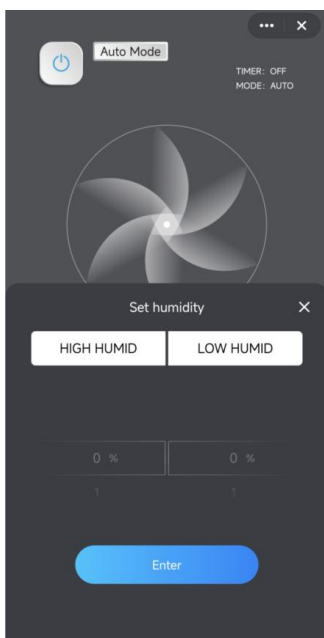 Auto Mode
TIMER: OFF
MODE: AUTO
Set humidity
HIGH HUMID
LOW HUMID
0 % 0 %
1 1
Enter